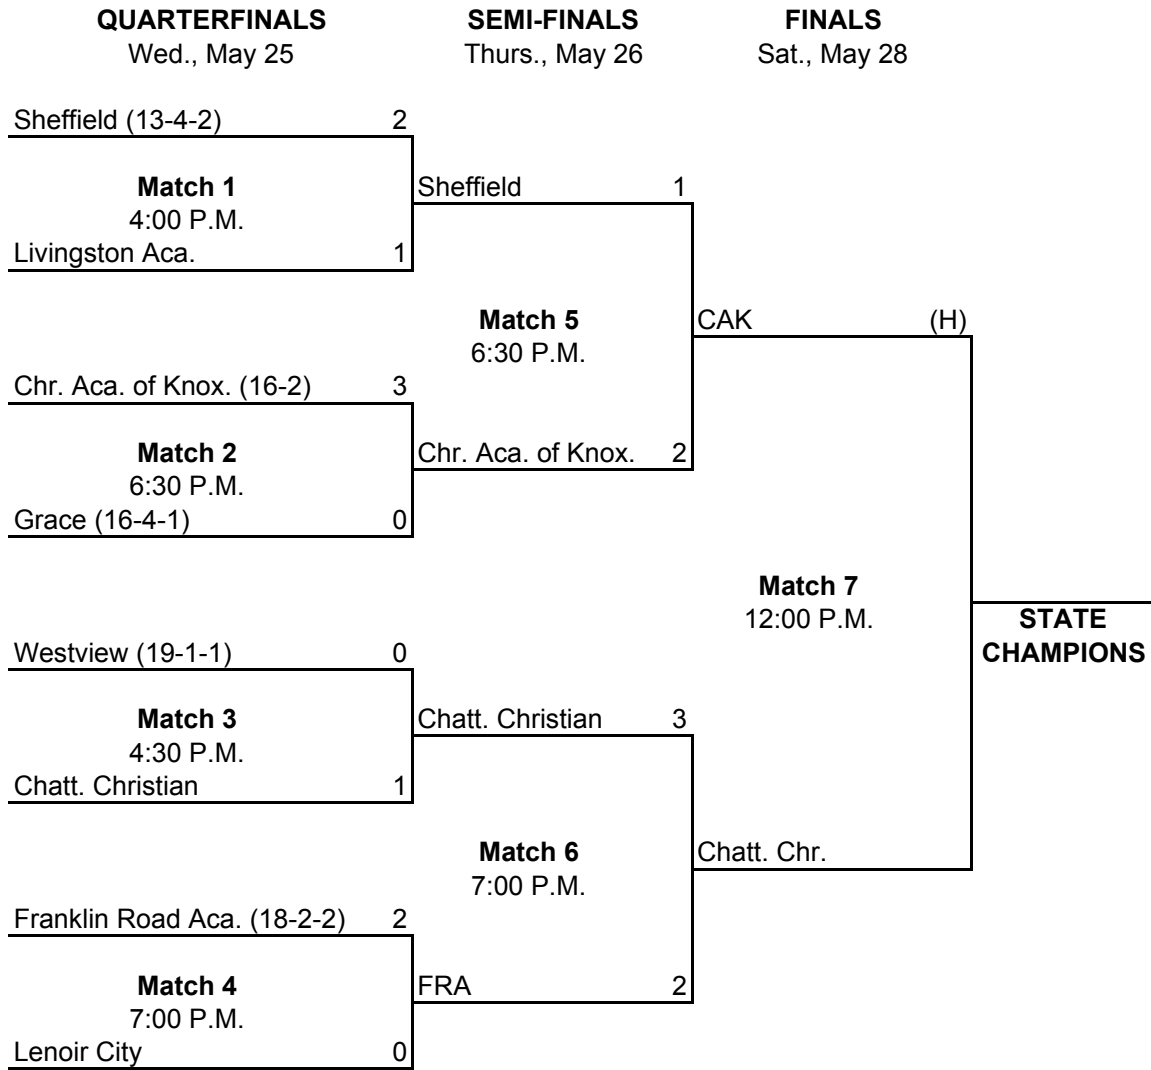 QUARTERFINALS SEMI-FINALS FINALS
Wed., May 25 Thurs., May 26 Sat., May 28
Sheffield (13-4-2) 2
Match 1 Sheffield 1
4:00 P.M.
Livingston Aca. 1
Match 5 CAK (H)
6:30 P.M.
Chr. Aca. of Knox. (16-2) 3
Match 2 Chr. Aca. of Knox. 2
6:30 P.M.
Grace (16-4-1) 0
Match 7
12:00 P.M. STATE
Westview (19-1-1) 0 CHAMPIONS
Match 3 Chatt. Christian 3
4:30 P.M.
Chatt. Christian 1
Match 6 Chatt. Chr.
7:00 P.M.
Franklin Road Aca. (18-2-2) 2
Match 4 FRA 2
7:00 P.M.
Lenoir City 0